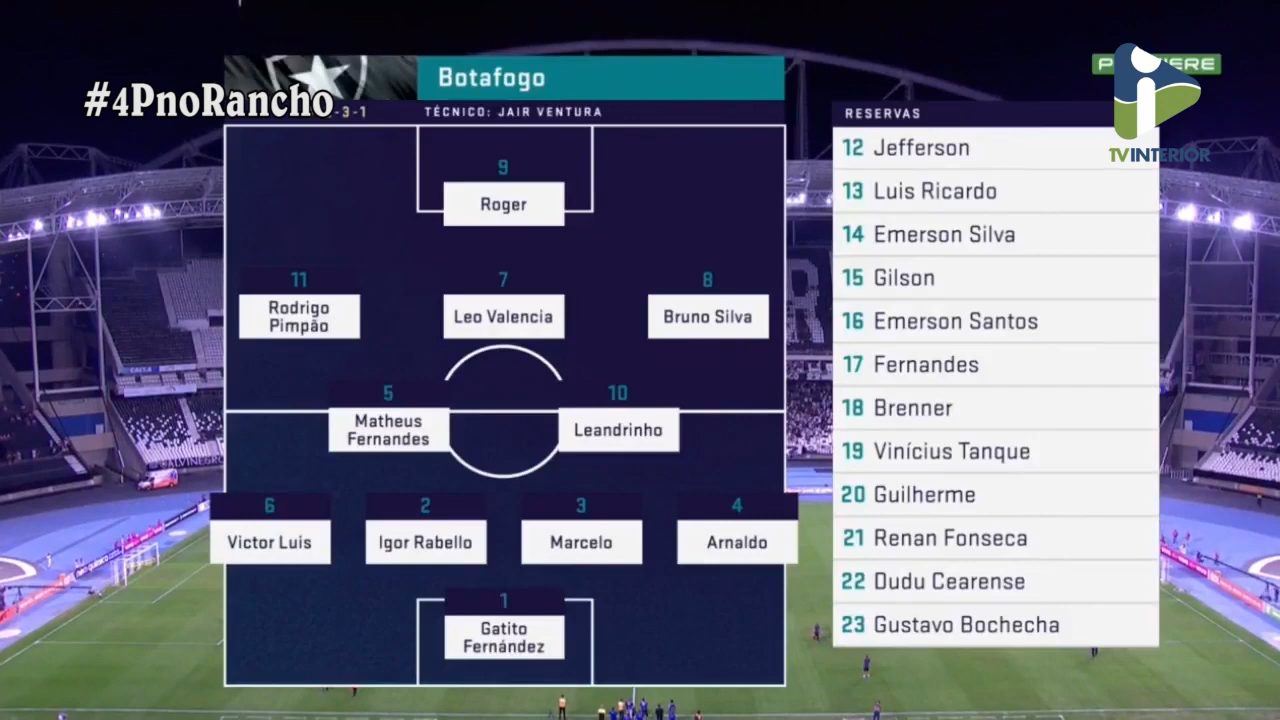 Botafogo
PREMIERE
#4PnoRancho
-3-1
TÉCNICO: JAIR VENTURA
RESERVAS
TVINTERIOR
9
Roger
11
Rodrigo
Pimpão
7
Leo Valencia
8
Bruno Silva
5
Matheus
Fernandes
10
Leandrinho
6
Victor Luis
2
Igor Rabello
3
Marcelo
4
Arnaldo
1
Gatito
Fernández
12 Jefferson
13 Luis Ricardo
14 Emerson Silva
15 Gilson
16 Emerson Santos
17 Fernandes
18 Brenner
19 Vinícius Tanque
20 Guilherme
21 Renan Fonseca
22 Dudu Cearense
23 Gustavo Bochecha
CAIXA